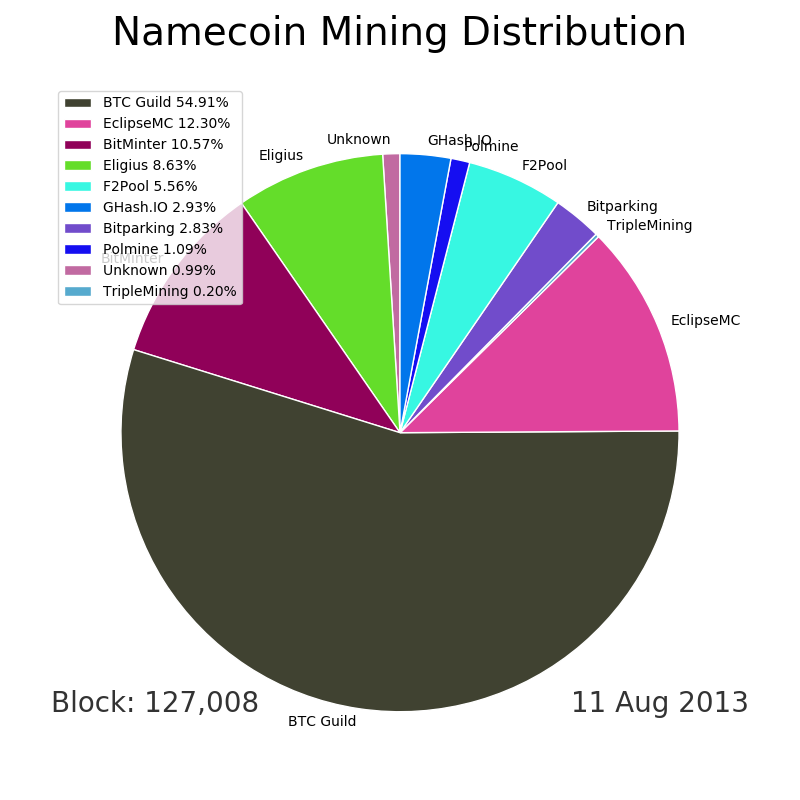 Namecoin Mining Distribution
BTC Guild 54.91%
EclipseMC 12.30%
BitMinter 10.57%
Eligius 8.63%
F2Pool 5.56%
GHash.IO 2.93%
Bitparking 2.83%
Polmine 1.09%
Unknown 0.99%
TripleMining 0.20%
Unknown
GHash.IO
Polmine
Eligius
F2Pool
Bitparking
TripleMining
BitMinter
EclipseMC
Block: 127,008
11 Aug 2013
BTC Guild